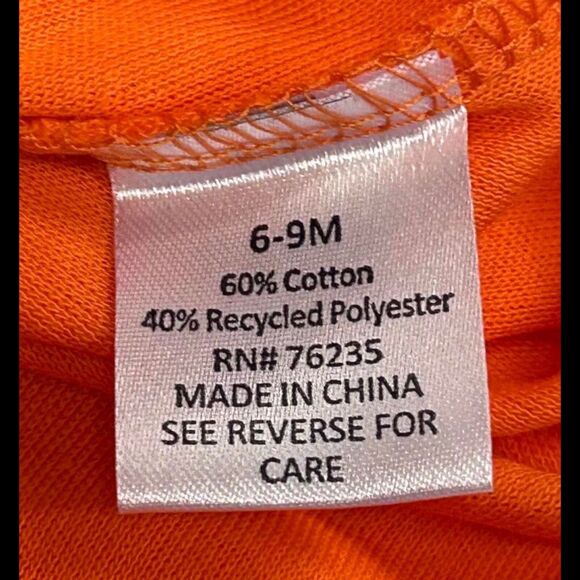 6-9M
60% Cotton
40% Recycled Polyester
RN# 76235
MADE IN CHINA
SEE REVERSE FOR
CARE